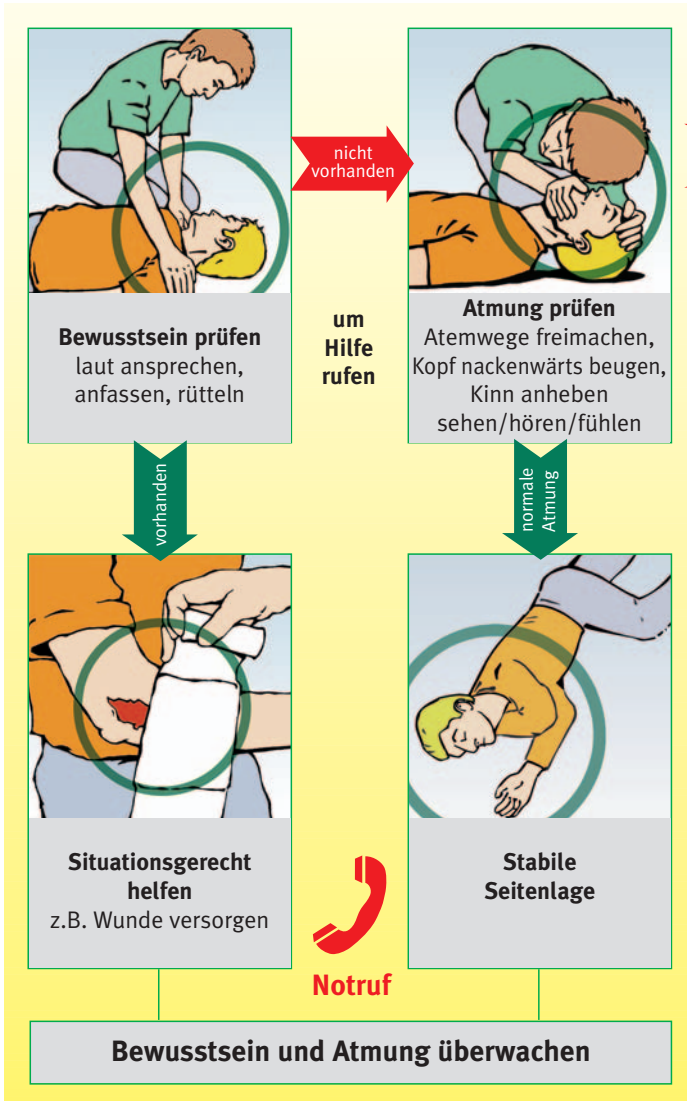 Bewusstsein prüfen
laut ansprechen,
anfassen, rütteln
nicht
vorhanden
um
Hilfe
rufen
Atmung prüfen
Atemwege freimachen,
Kopf nackenwärts beugen,
Kinn anheben
sehen/hören/fühlen
vorhanden
normale
Atmung
Situationsgerecht
helfen
z.B. Wunde versorgen
Notruf
Stabile
Seitenlage
Bewusstsein und Atmung überwachen